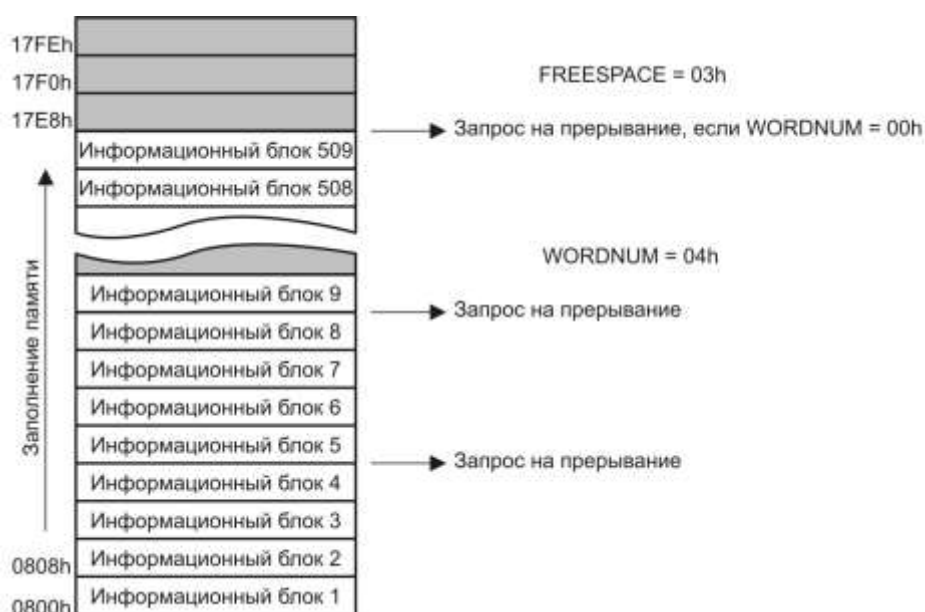 17FEh
17F0h
FREESPACE = 03h
17E8h
Запрос на прерывание, если WORDNUM = 00h
Информационный блок 509
Информационный блок 508
WORDNUM = 04h
Информационный блок 9
Запрос на прерывание
Информационный блок 8
Информационный блок 7
Информационный блок 6
Информационный блок 5
Запрос на прерывание
Информационный блок 4
Информационный блок 3
Информационный блок 2
0808h
Информационный блок 1
0800h
Заполнение памяти